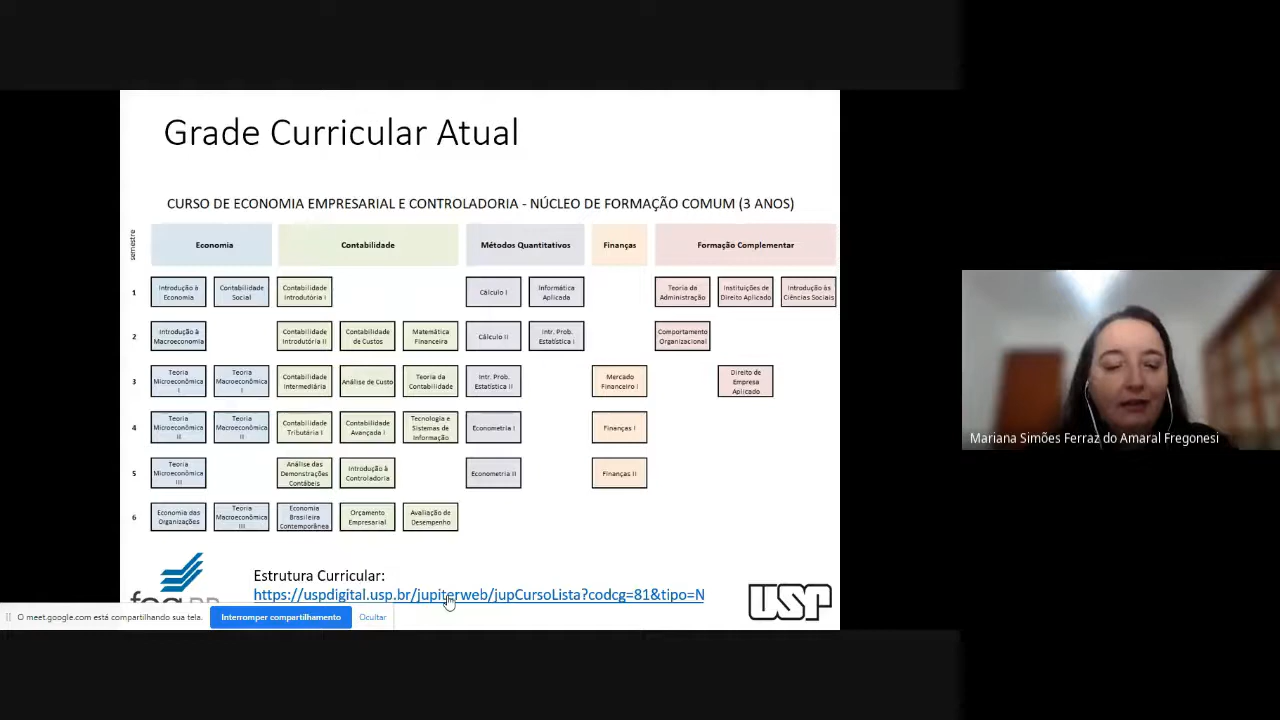 Grade Curricular Atual
CURSO DE ECONOMIA EMPRESARIAL E CONTROLADORIA - NÚCLEO DE FORMAÇÃO COMUM (3 ANOS)
semestre
Economia
Contabilidade
Métodos Quantitativos
Finanças
Formação Complementar
1
Introdução à
Economia
Contabilidade
Social
Contabilidade
Introdutória I
Cálculo I
Informática
Aplicada
Teoria da
Administração
Instituições de
Direito Aplicado
Introdução às
Ciências Sociais
2
Introdução à
Macroeconomia
Contabilidade
Introdutória II
Contabilidade
de Custos
Matemática
Financeira
Cálculo II
Intr. Prob.
Estatística I
Comportamento
Organizacional
3
Teoria
Microeconômica
I
Teoria
Macroeconômica
I
Contabilidade
Intermediária
Análise de Custo
Teoria da
Contabilidade
Intr. Prob.
Estatística II
Mercado
Financeiro I
Direito de
Empresa
Aplicado
4
Teoria
Microeconômica
II
Teoria
Macroeconômica
II
Contabilidade
Tributária I
Contabilidade
Avançada I
Tecnologia e
Sistemas de
Informação
Econometria I
Finanças I
5
Teoria
Microeconômica
III
Análise das
Demonstrações
Contábeis
Introdução à
Controladoria
Econometria II
Finanças II
6
Economia das
Organizações
Teoria
Macroeconômica
III
Economia
Brasileira
Contemporânea
Orçamento
Empresarial
Avaliação de
Desempenho
Estrutura Curricular:
https://uspdigital.usp.br/jupiterweb/jupCursoLista?codcg=81&tipo=N
USP
O meet.google.com está compartilhando sua tela.
Interromper compartilhamento
Ocultar
Mariana Simões Ferraz do Amaral Fregonesi